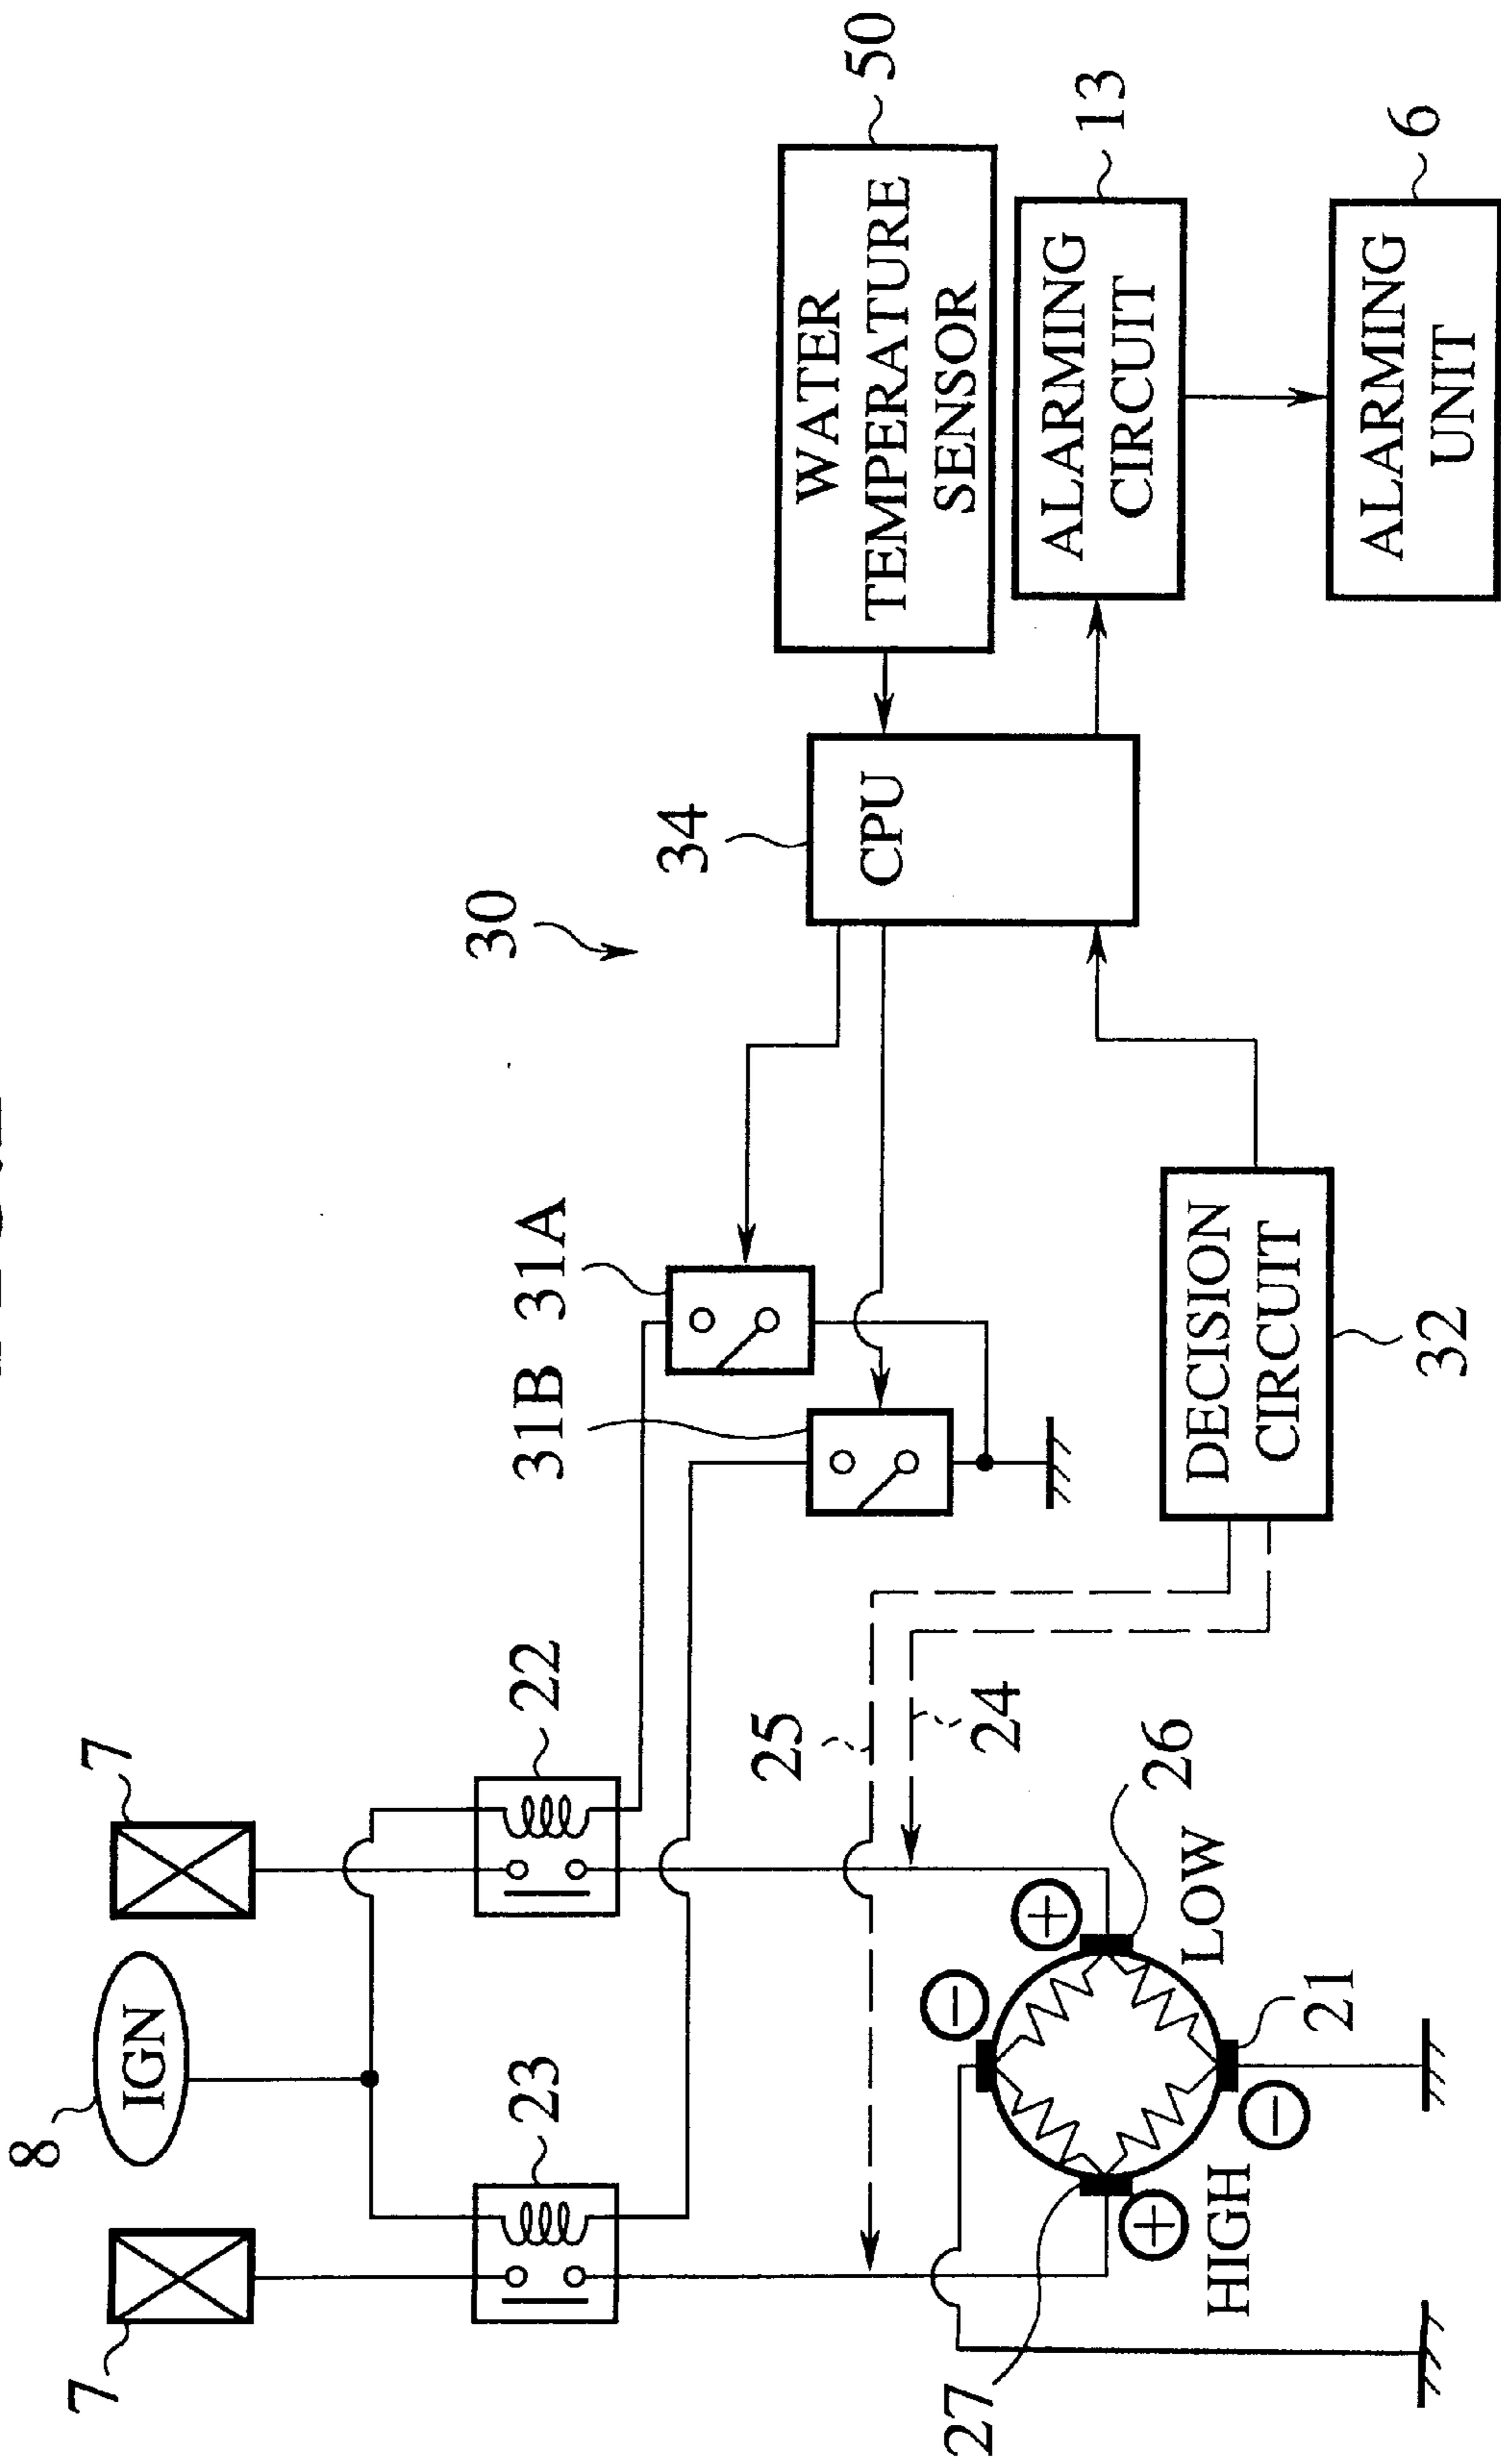 7
8
IGN
7
23
22
31B
31A
30
34
CPU
WATER
TEMPERATURE
SENSOR
50
ALARMING
CIRCUIT
13
ALARMING
UNIT
6
25
24
DECISION
CIRCUIT
32
26
LOW
21
27
HIGH